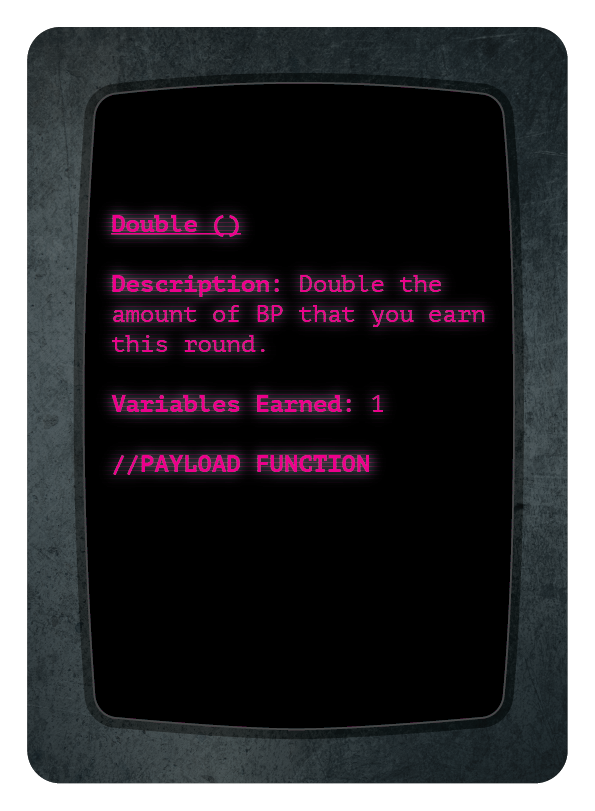 Double ()
Description: Double the
amount of BP that you earn
this round.
Variables Earned: 1
//PAYLOAD FUNCTION